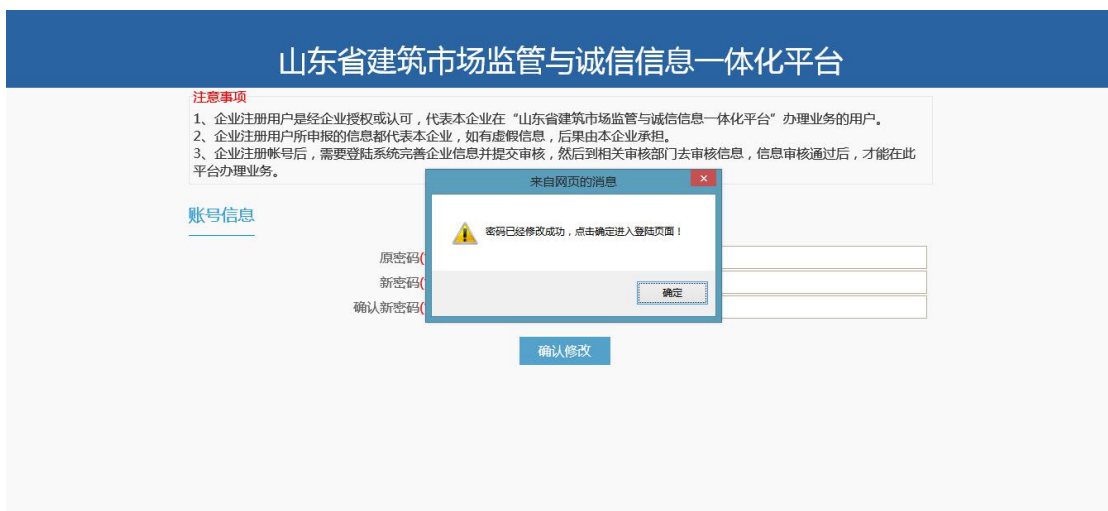 山东省建筑市场监管与诚信信息一体化平台
注意事项
1、企业注册用户是经企业授权或认可，代表本企业在“山东省建筑市场监管与诚信信息一体化平台”办理业务的用户。
2、企业注册用户所申报的信息都代表本企业，如有虚假信息，后果由本企业承担。
3、企业注册帐号后，需要登陆系统完善企业信息并提交审核，然后到相关审核部门去审核信息，信息审核通过后，才能在此
平台办理业务。
来自网页的消息
账号信息
密码已经修改成功，点击确定进入登陆页面！
原密码(
新密码(
确定
确认新密码(
确认修改